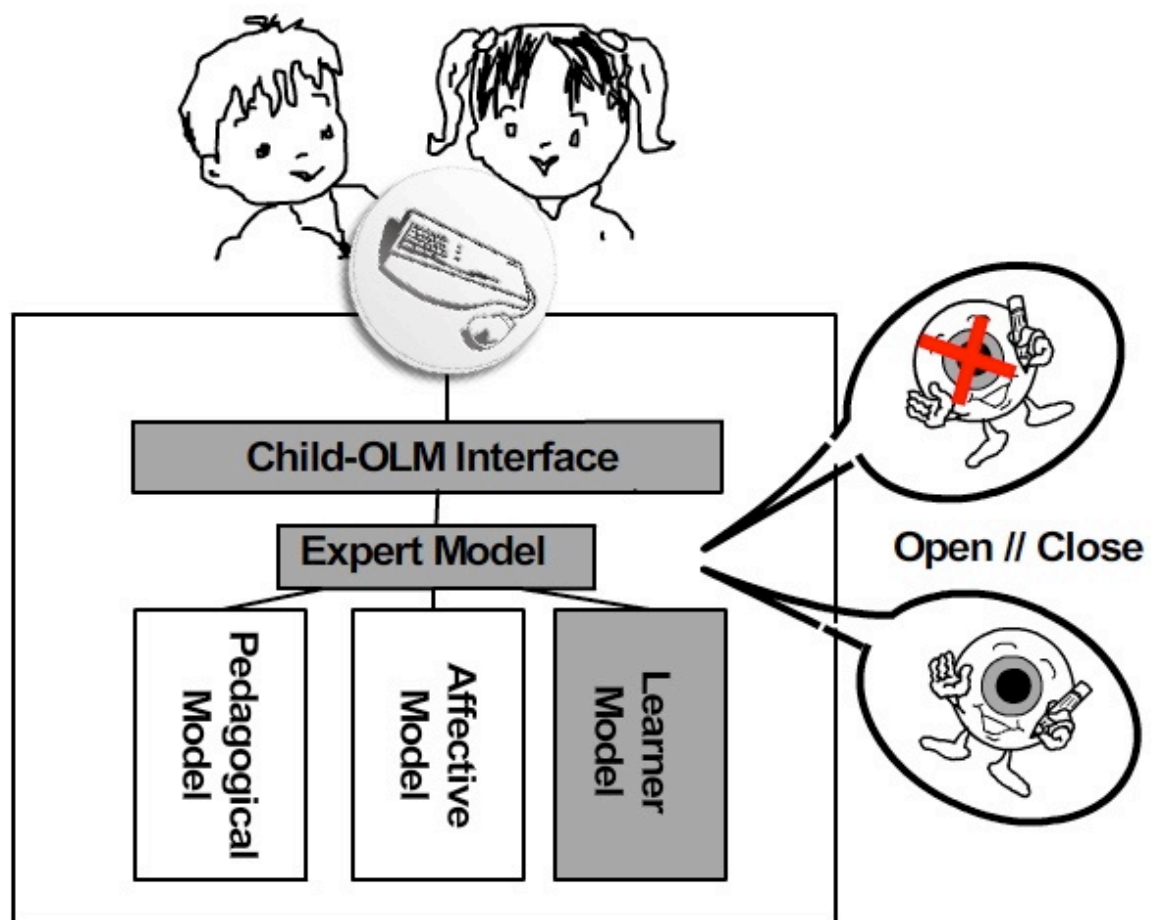 Child-OLM Interface
Expert Model
Open // Close
Pedagogical
Model
Affective
Model
Learner
Model